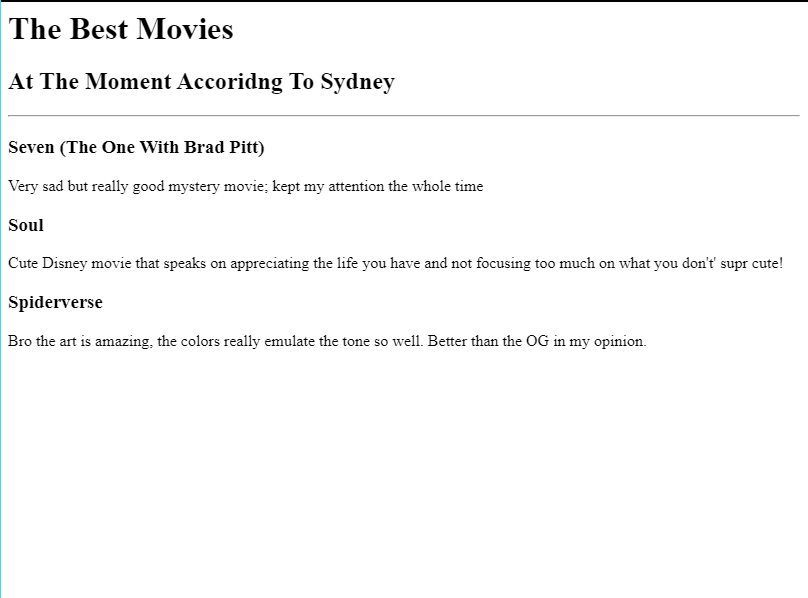 The Best Movies
At The Moment Accoridng To Sydney
Seven (The One With Brad Pitt)
Very sad but really good mystery movie; kept my attention the whole time
Soul
Cute Disney movie that speaks on appreciating the life you have and not focusing too much on what you don't' supr cute!
Spiderverse
Bro the art is amazing, the colors really emulate the tone so well. Better than the OG in my opinion.